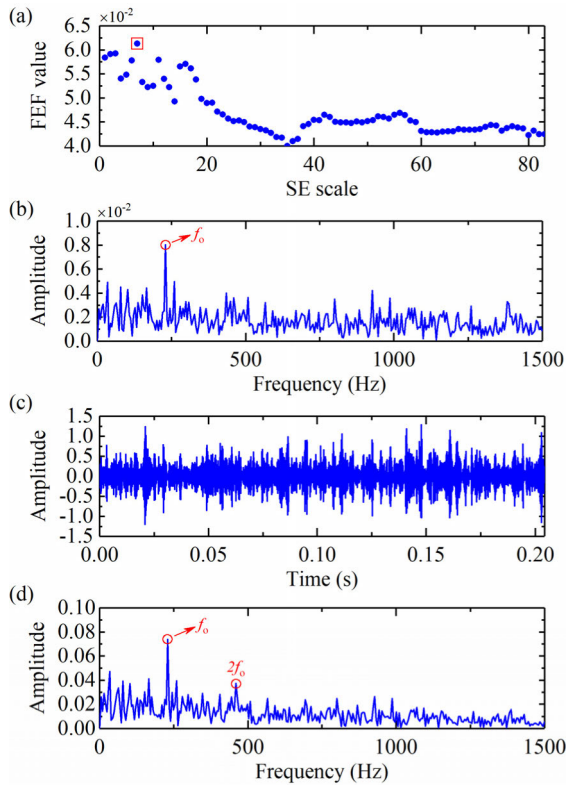 (a)
×10⁻²
6.5
6.0
5.5
5.0
4.5
4.0
FEF value
0 20 40 60 80
SE scale
(b)
×10⁻²
1.0
0.8
0.6
0.4
0.2
0.0
Amplitude
fₒ
0 500 1000 1500
Frequency (Hz)
(c)
1.5
1.0
0.5
0.0
-0.5
-1.0
-1.5
Amplitude
0.00 0.05 0.10 0.15 0.20
Time (s)
(d)
0.10
0.08
0.06
0.04
0.02
0.00
Amplitude
fₒ
2fₒ
0 500 1000 1500
Frequency (Hz)